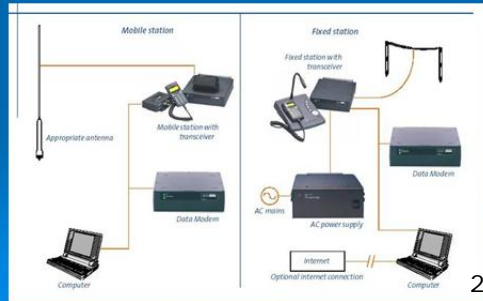 Mobile station
Appropriate antenna
Mobile station with
transceiver
Data Modem
Computer
Fixed station
Fixed station with
transceiver
Data Modem
AC mains
AC power supply
Internet
Optional internet connection
Computer
2